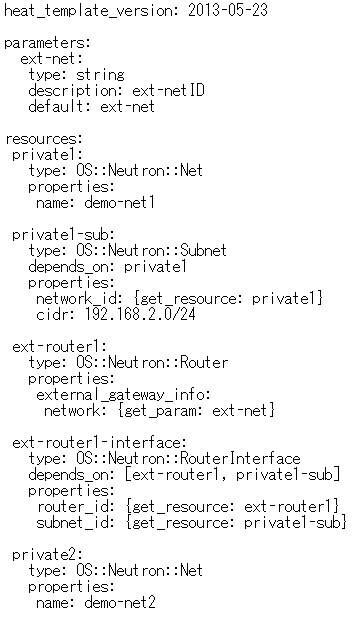 heat_template_version: 2013-05-23

parameters:
  ext-net:
   type: string
   description: ext-netID
   default: ext-net

resources:
 private1:
   type: OS::Neutron::Net
   properties:
    name: demo-net1

 private1-sub:
   type: OS::Neutron::Subnet
   depends_on: private1
   properties:
    network_id: {get_resource: private1}
    cidr: 192.168.2.0/24

 ext-router1:
   type: OS::Neutron::Router
   properties:
    external_gateway_info:
     network: {get_param: ext-net}

 ext-router1-interface:
   type: OS::Neutron::RouterInterface
   depends_on: [ext-router1, private1-sub]
   properties:
    router_id: {get_resource: ext-router1}
    subnet_id: {get_resource: private1-sub}

 private2:
   type: OS::Neutron::Net
   properties:
    name: demo-net2